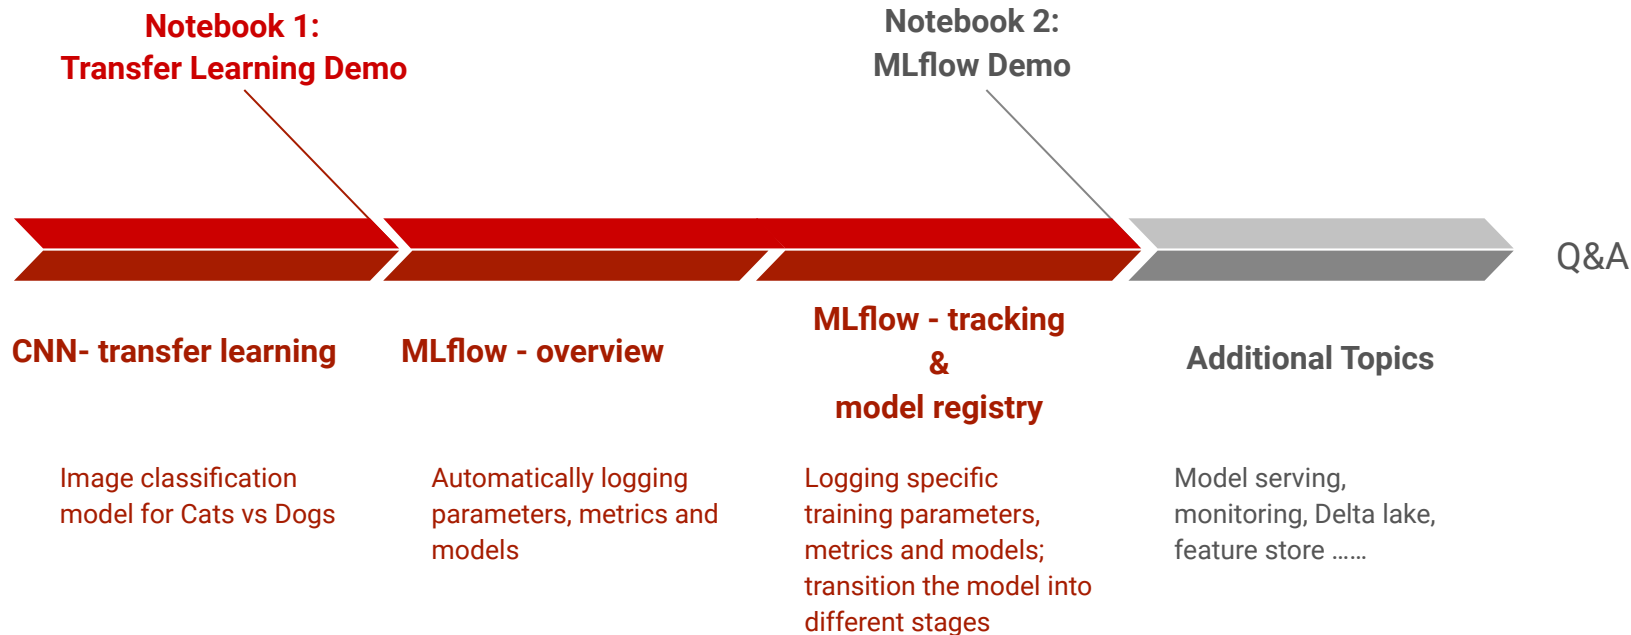 Notebook 1:
Transfer Learning Demo
Notebook 2:
MLflow Demo
Q&A
CNN- transfer learning
MLflow - overview
MLflow - tracking
&
model registry
Additional Topics
Image classification
model for Cats vs Dogs
Automatically logging
parameters, metrics and
models
Logging specific
training parameters,
metrics and models;
transition the model into
different stages
Model serving,
monitoring, Delta lake,
feature store ......